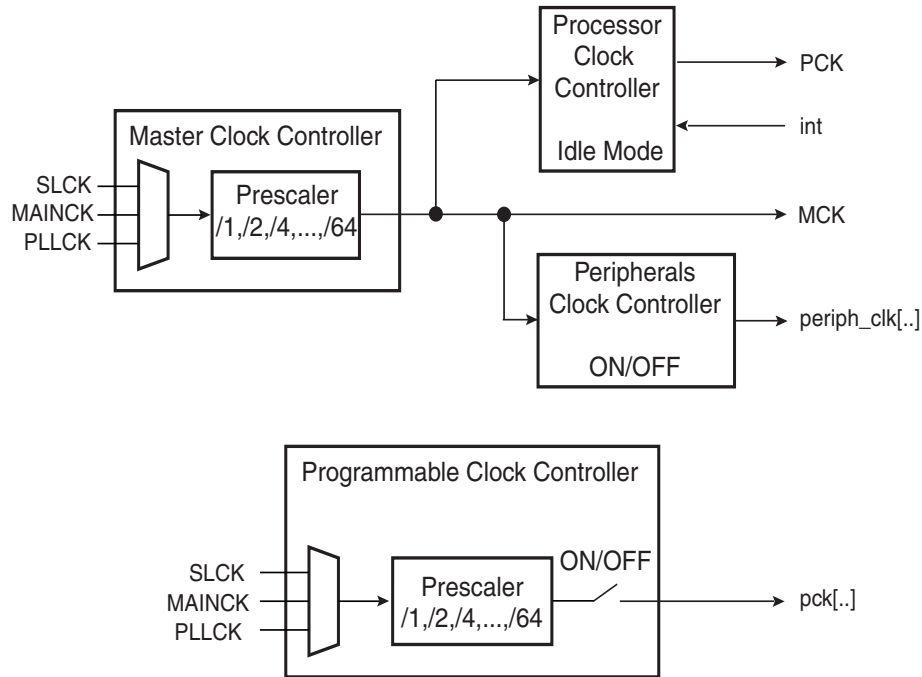 Processor
Clock
Controller
Idle Mode
PCK
int
Master Clock Controller
SLCK
MAINCK
PLLCK
Prescaler
/1,/2,/4,...,/64
MCK
Peripherals
Clock Controller
ON/OFF
periph_clk[..]
Programmable Clock Controller
SLCK
MAINCK
PLLCK
Prescaler
/1,/2,/4,...,/64
ON/OFF
pck[..]